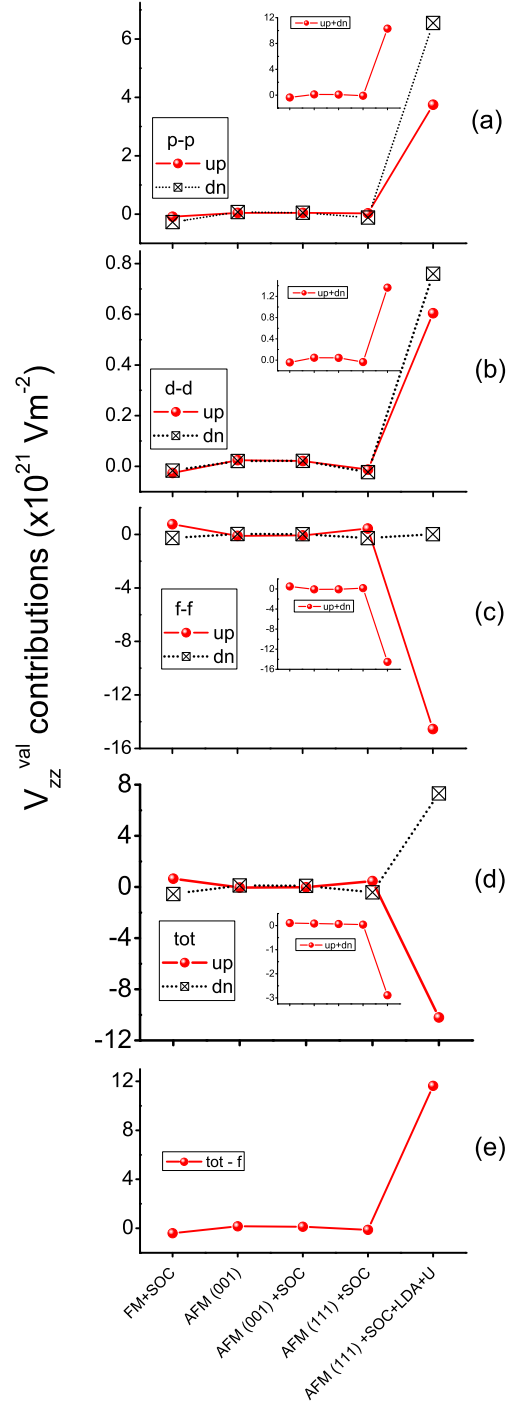 V_zz^val contributions (x10^21 Vm^-2)
6
4
2
0
12
8
4
0
up+dn
p-p
up
dn
(a)
0.8
0.6
0.4
0.2
0.0
1.2
0.8
0.4
0.0
up+dn
d-d
up
dn
(b)
0
-4
-8
-12
-16
0
-4
-8
-12
-16
up+dn
f-f
up
dn
(c)
8
4
0
-4
-8
-12
0
-1
-2
-3
up+dn
tot
up
dn
(d)
12
8
4
0
tot - f
(e)
FM+SOC
AFM (001)
AFM (001) +SOC
AFM (111) +SOC
AFM (111) +SOC+LDA+U